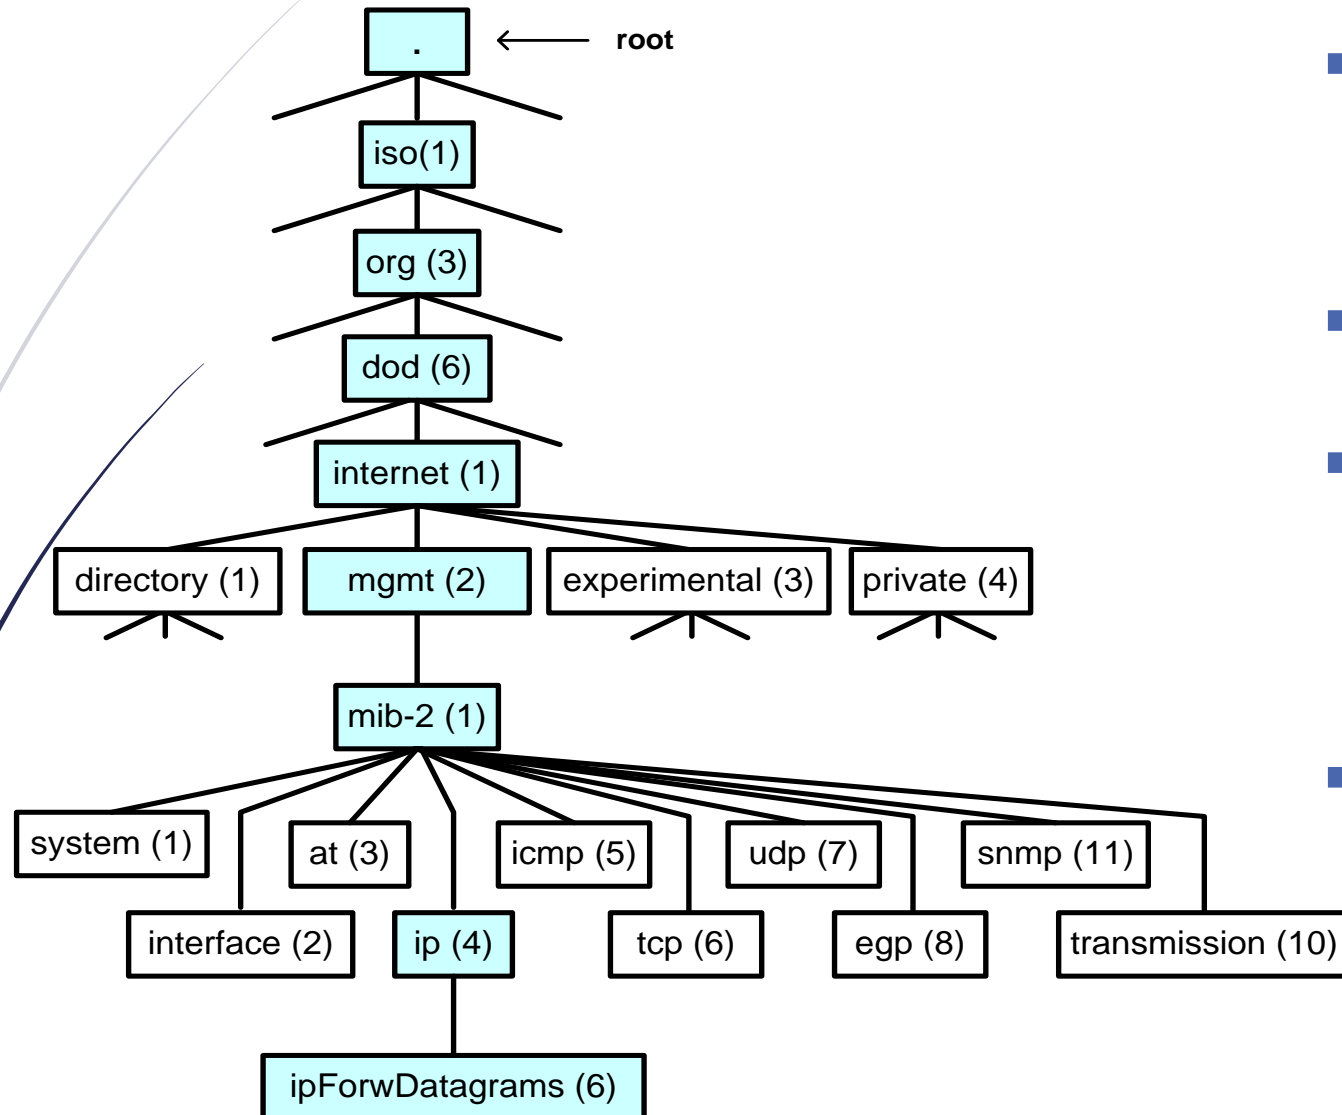 .
root
iso(1)
org (3)
dod (6)
internet (1)
directory (1)
mgmt (2)
experimental (3)
private (4)
mib-2 (1)
system (1)
at (3)
icmp (5)
udp (7)
snmp (11)
interface (2)
ip (4)
tcp (6)
egp (8)
transmission (10)
ipForwDatagrams (6)